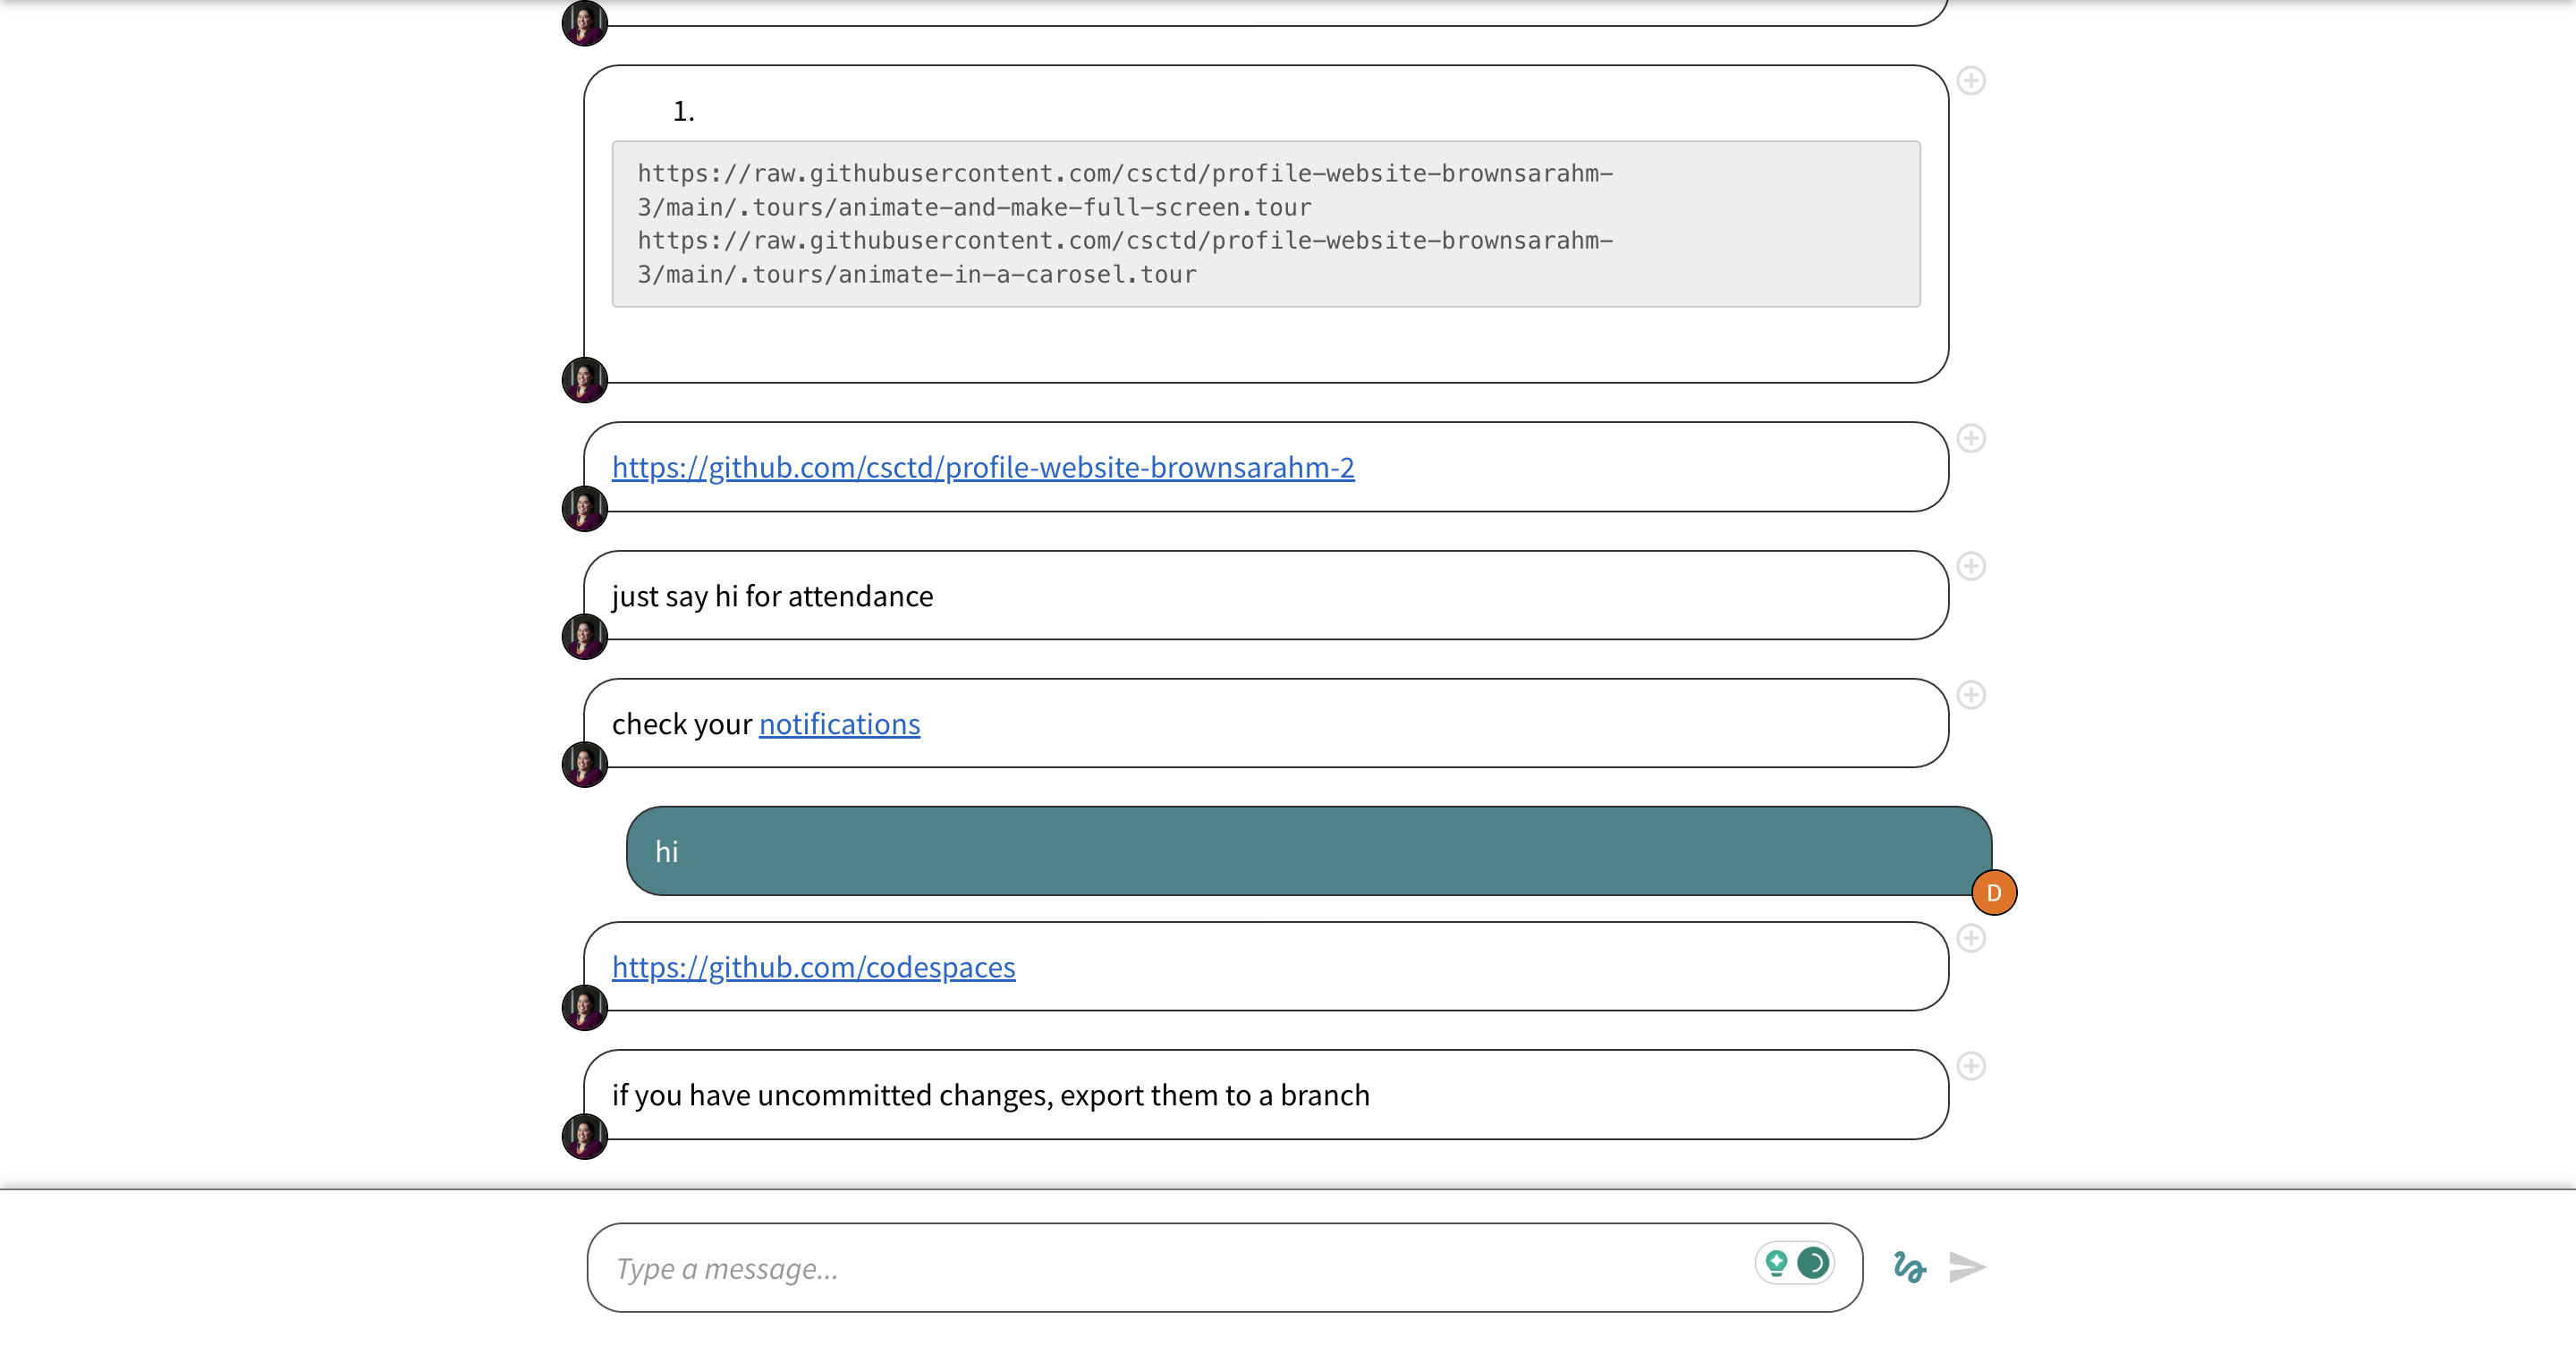 1.
https://raw.githubusercontent.com/csctd/profile-website-brownsarahm-
3/main/.tours/animate-and-make-full-screen.tour
https://raw.githubusercontent.com/csctd/profile-website-brownsarahm-
3/main/.tours/animate-in-a-carosel.tour
https://github.com/csctd/profile-website-brownsarahm-2
just say hi for attendance
check your notifications
hi
D
https://github.com/codespaces
if you have uncommitted changes, export them to a branch
Type a message...